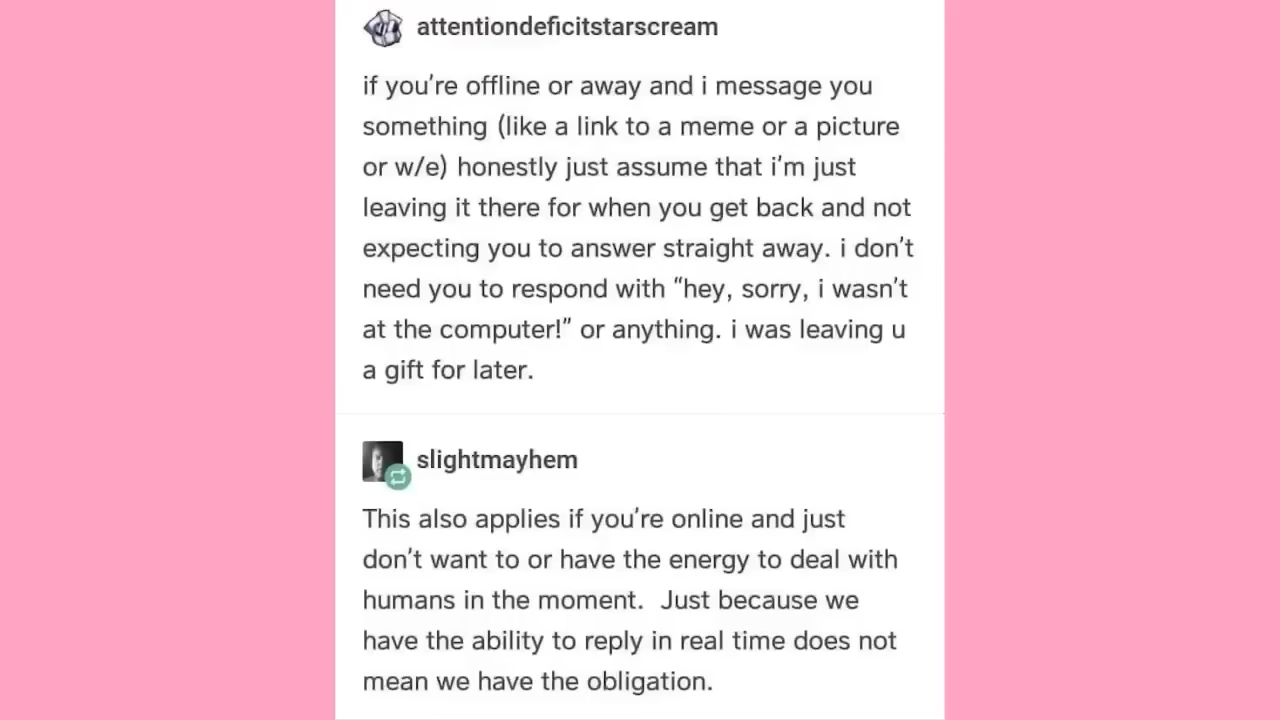 attentiondeficitstarscream
if you're offline or away and i message you
something (like a link to a meme or a picture
or w/e) honestly just assume that i'm just
leaving it there for when you get back and not
expecting you to answer straight away. i don't
need you to respond with “hey, sorry, i wasn't
at the computer!” or anything. i was leaving u
a gift for later.
slightmayhem
This also applies if you're online and just
don't want to or have the energy to deal with
humans in the moment.  Just because we
have the ability to reply in real time does not
mean we have the obligation.